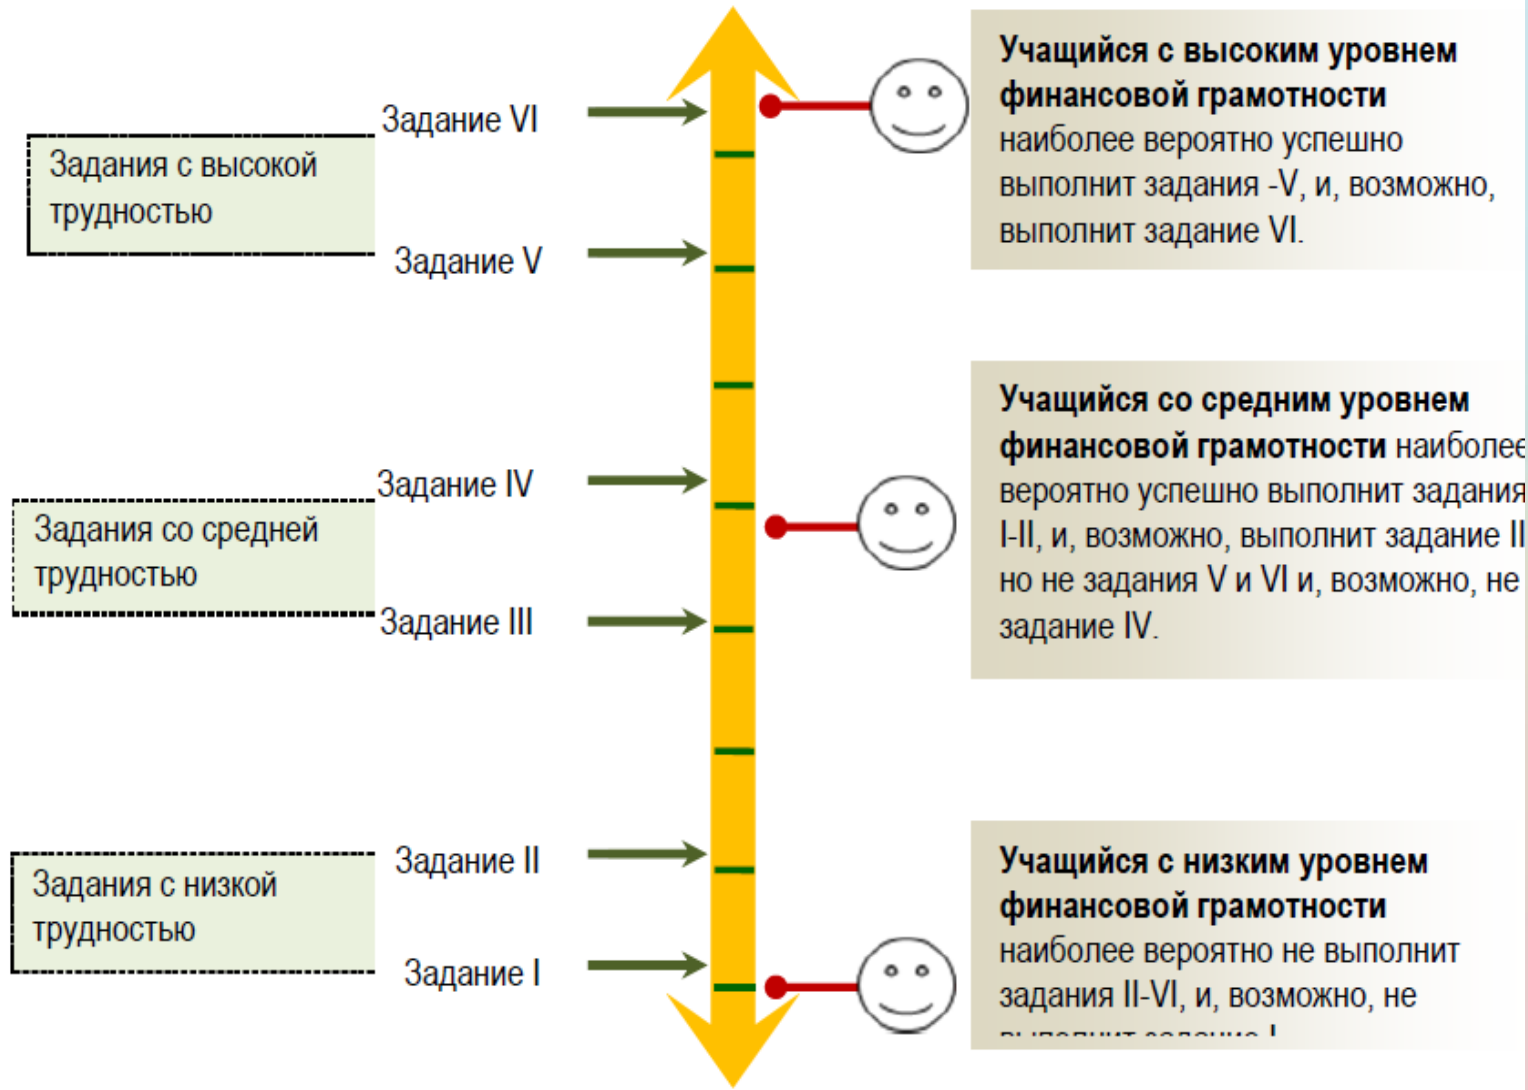 Задание VI
Задания с высокой
трудностью
Задание V
Учащийся с высоким уровнем
финансовой грамотности
наиболее вероятно успешно
выполнит задания -V, и, возможно,
выполнит задание VI.
Задание IV
Задания со средней
трудностью
Задание III
Учащийся со средним уровнем
финансовой грамотности наиболее
вероятно успешно выполнит задания
I-II, и, возможно, выполнит задание II
но не задания V и VI и, возможно, не
задание IV.
Задание II
Задания с низкой
трудностью
Задание I
Учащийся с низким уровнем
финансовой грамотности
наиболее вероятно не выполнит
задания II-VI, и, возможно, не
выполнит задание I